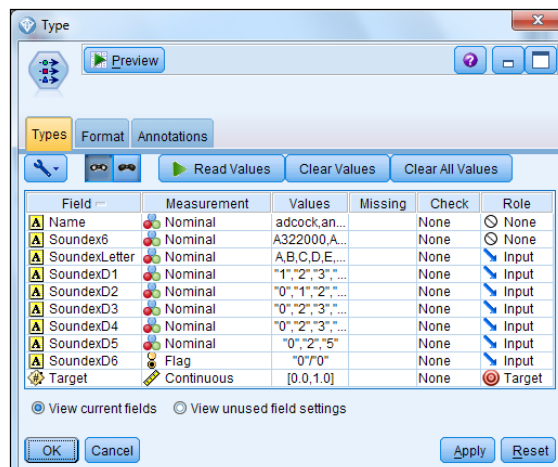 Type
Preview
Types Format Annotations
Read Values Clear Values Clear All Values
Field Measurement Values Missing Check Role
A Name Nominal adcock,an... None None
A Soundex6 Nominal A322000,A... None None
A SoundexLetter Nominal A,B,C,D,E,... None Input
A SoundexD1 Nominal "1","2","3","... None Input
A SoundexD2 Nominal "0","1","2","... None Input
A SoundexD3 Nominal "0","2","3","... None Input
A SoundexD4 Nominal "0","2","3","... None Input
A SoundexD5 Nominal "0","2","5" None Input
A SoundexD6 Flag "0"/"0" None Input
# Target Continuous [0.0,1.0] None Target
View current fields View unused field settings
OK Cancel Apply Reset